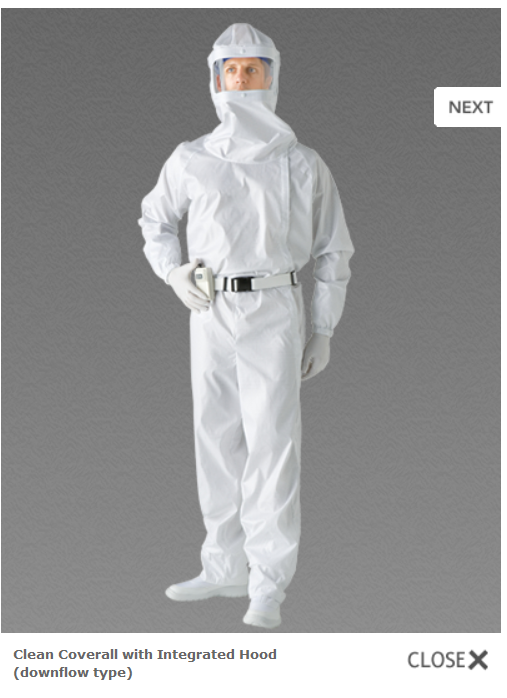 NEXT
Clean Coverall with Integrated Hood
(downflow type)
CLOSE X